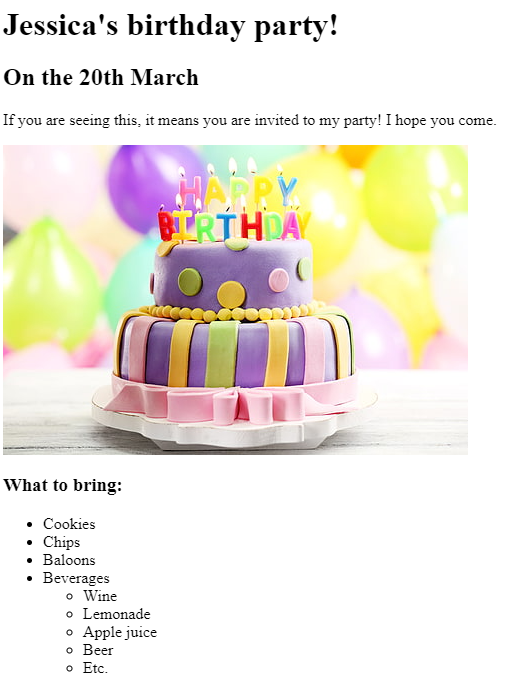 Jessica's birthday party!
On the 20th March
If you are seeing this, it means you are invited to my party! I hope you come.
HAPPY
BIRTHDAY
What to bring:
Cookies
Chips
Baloons
Beverages
Wine
Lemonade
Apple juice
Beer
Etc.